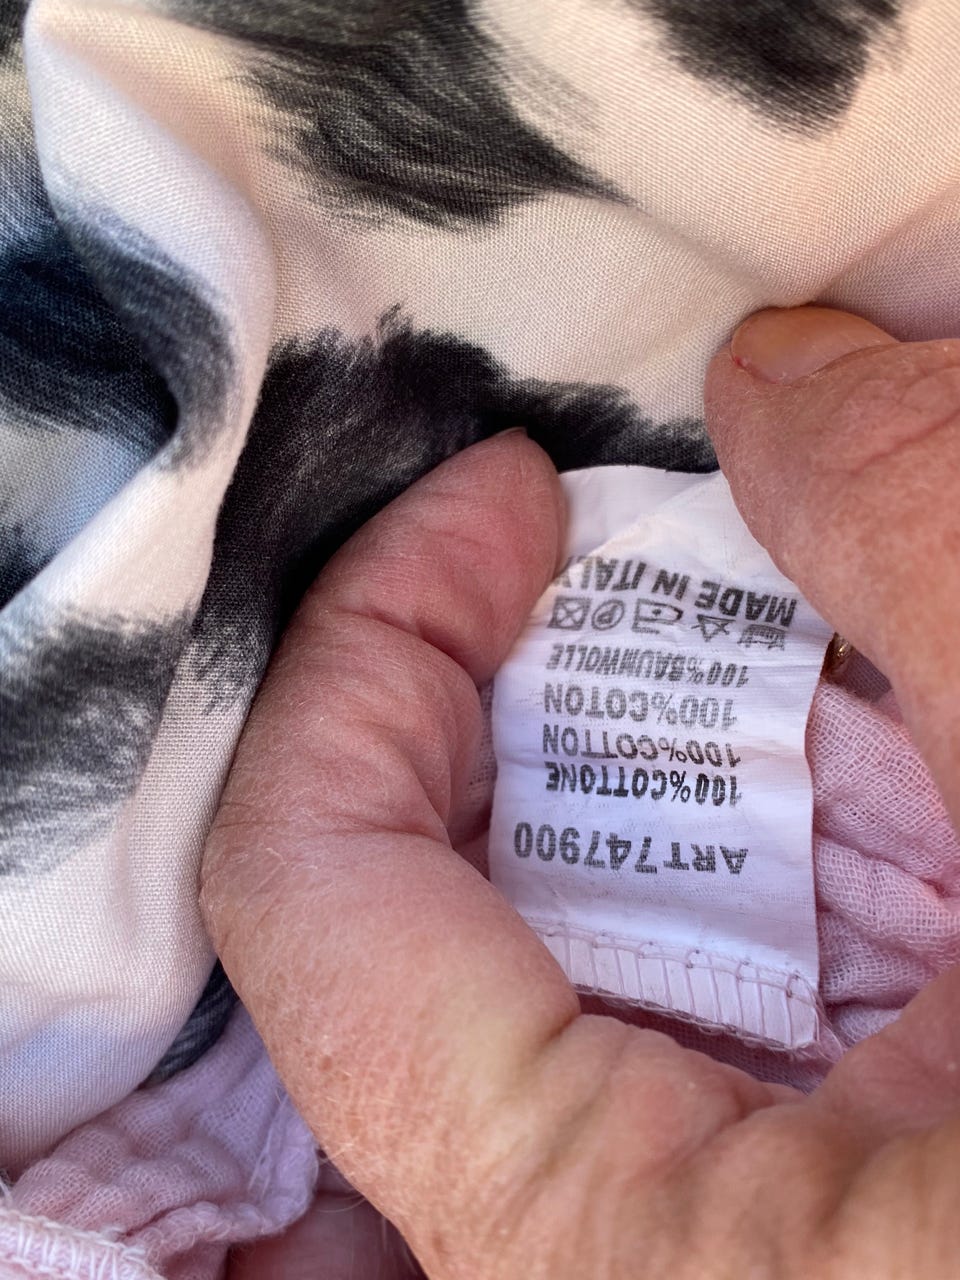 ART747900
100%COTTONE
100%COTTON
100%COTON
100%BAUMWOLLE
MADE IN ITALY